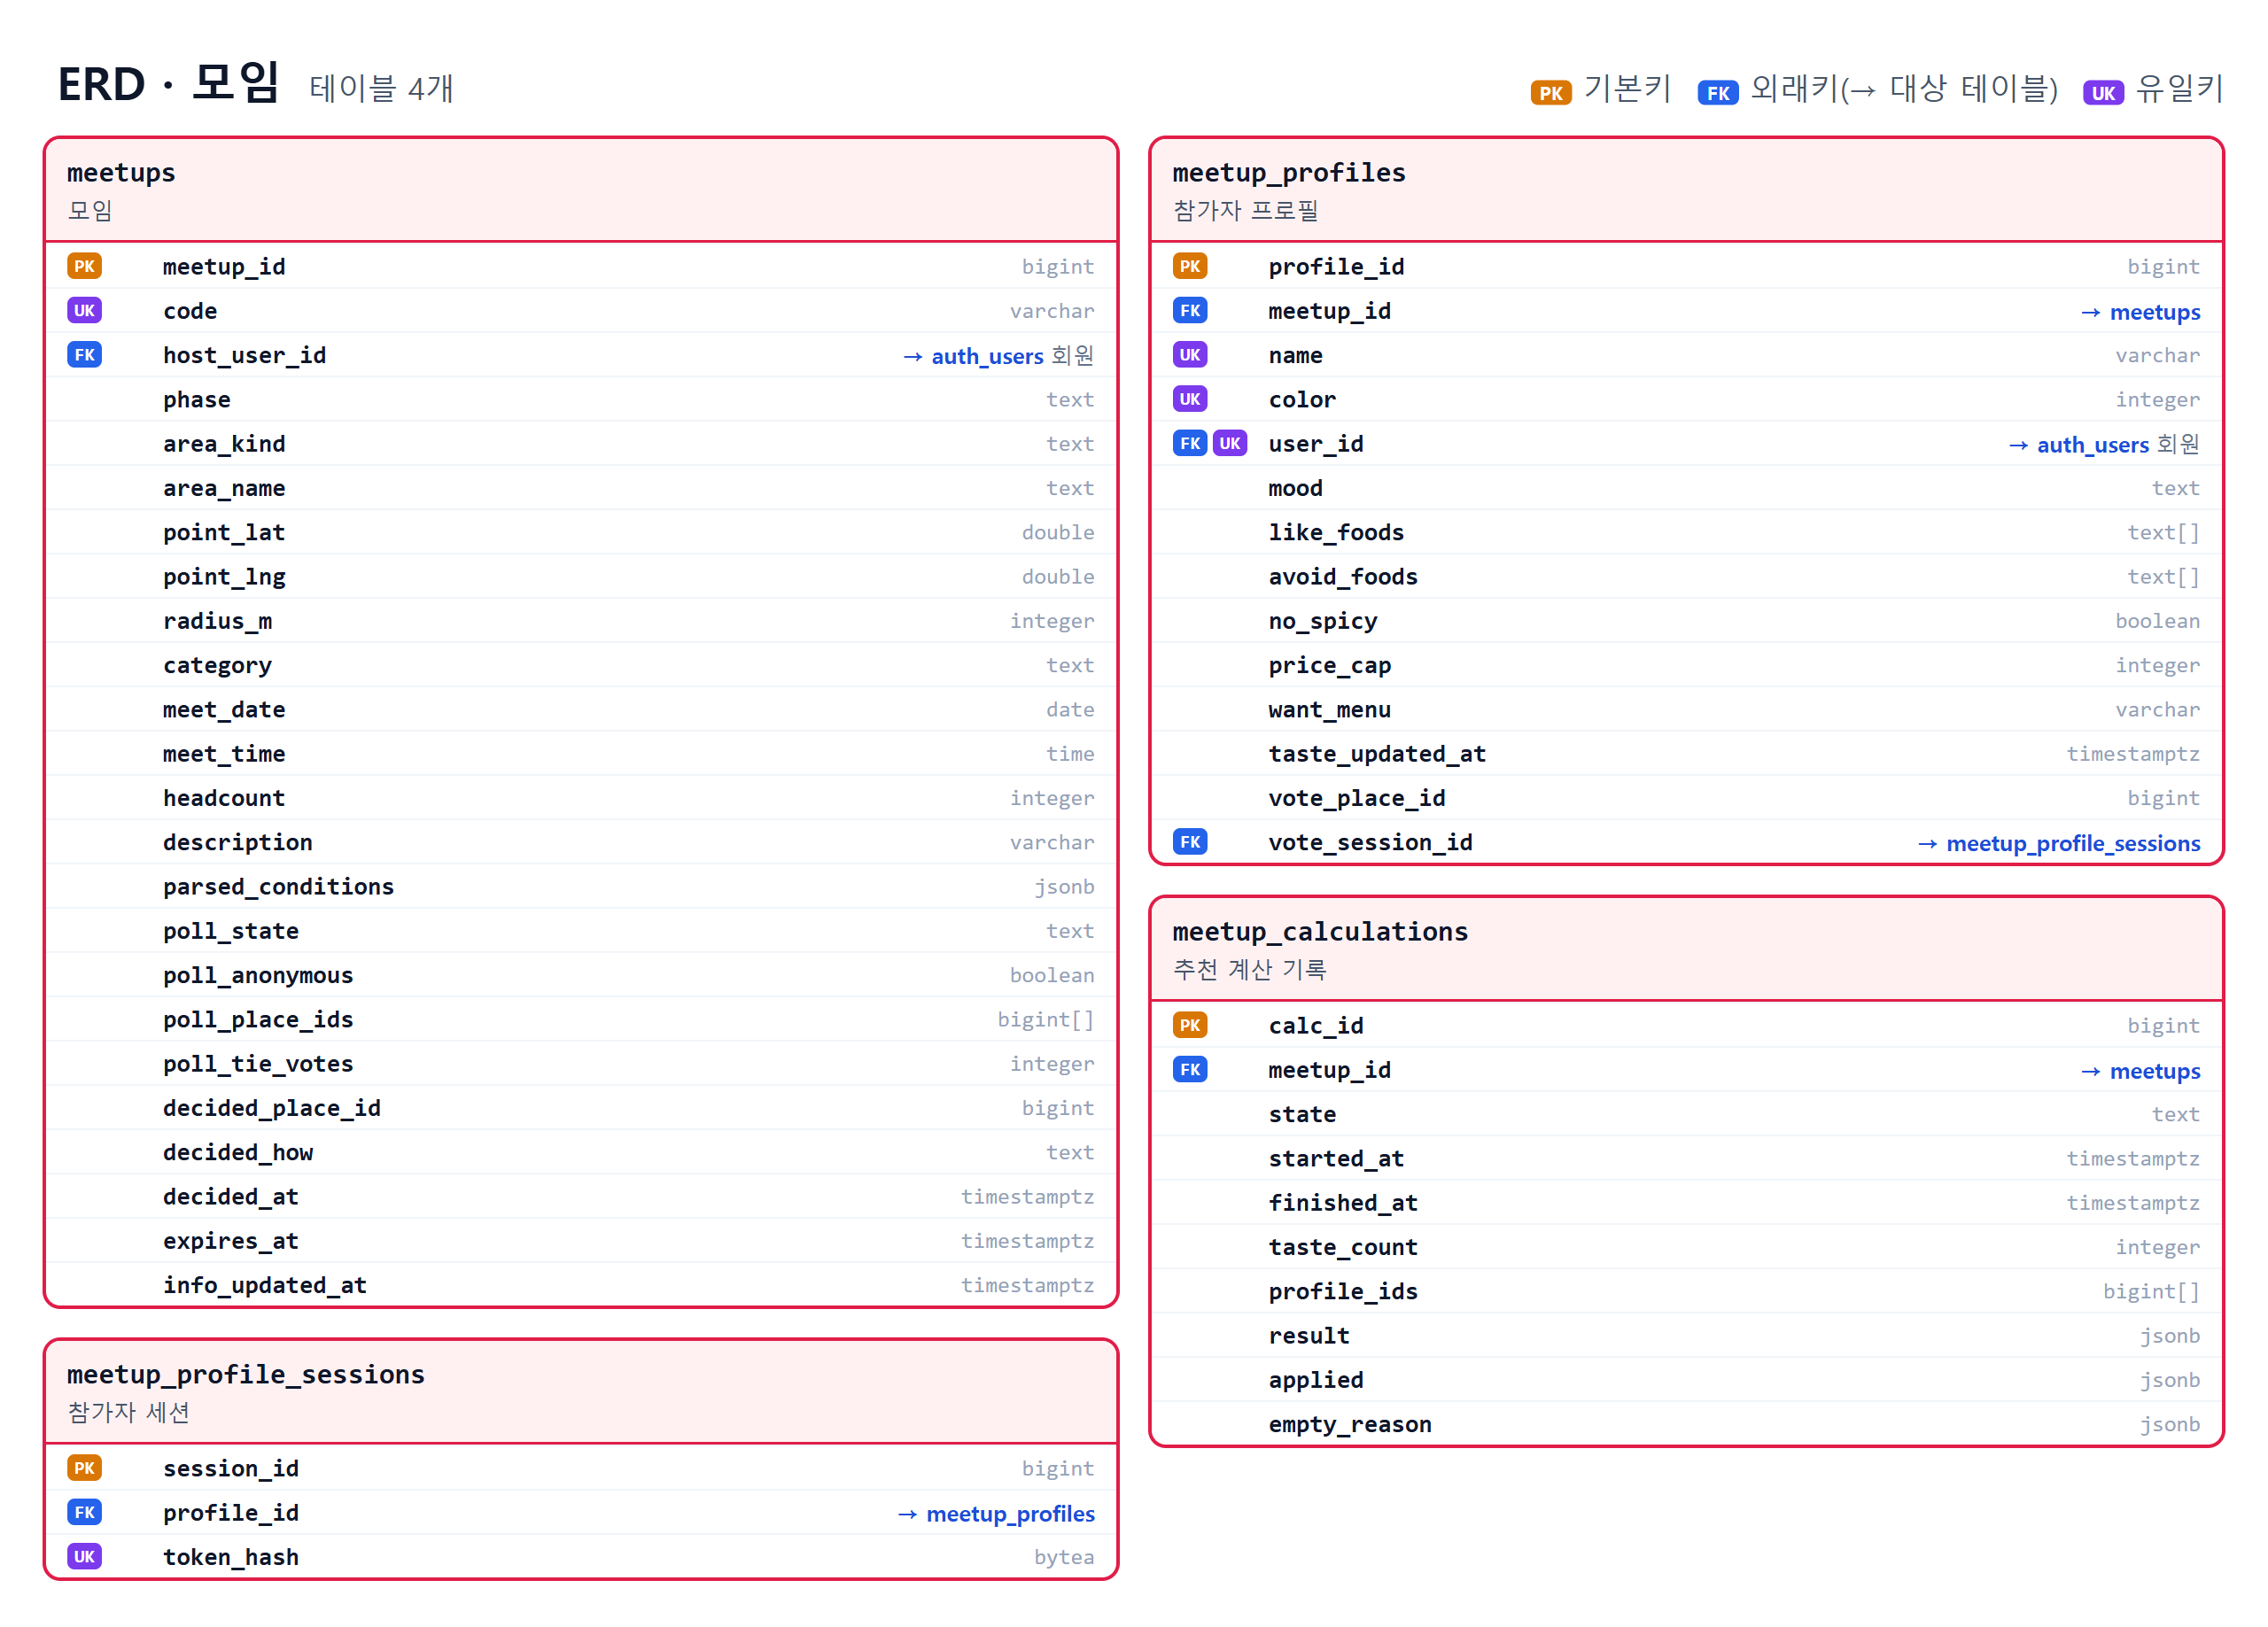 ERD · 모임 테이블 4개
PK 기본키 FK 외래키(→ 대상 테이블) UK 유일키
meetups
모임
PK meetup_id bigint
UK code varchar
FK host_user_id → auth_users 회원
phase text
area_kind text
area_name text
point_lat double
point_lng double
radius_m integer
category text
meet_date date
meet_time time
headcount integer
description varchar
parsed_conditions jsonb
poll_state text
poll_anonymous boolean
poll_place_ids bigint[]
poll_tie_votes integer
decided_place_id bigint
decided_how text
decided_at timestamptz
expires_at timestamptz
info_updated_at timestamptz
meetup_profile_sessions
참가자 세션
PK session_id bigint
FK profile_id → meetup_profiles
UK token_hash bytea
meetup_profiles
참가자 프로필
PK profile_id bigint
FK meetup_id → meetups
UK name varchar
UK color integer
FK UK user_id → auth_users 회원
mood text
like_foods text[]
avoid_foods text[]
no_spicy boolean
price_cap integer
want_menu varchar
taste_updated_at timestamptz
vote_place_id bigint
FK vote_session_id → meetup_profile_sessions
meetup_calculations
추천 계산 기록
PK calc_id bigint
FK meetup_id → meetups
state text
started_at timestamptz
finished_at timestamptz
taste_count integer
profile_ids bigint[]
result jsonb
applied jsonb
empty_reason jsonb